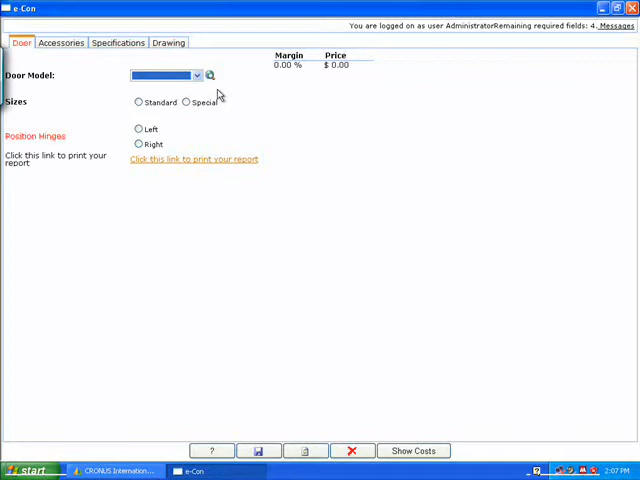 e-Con
You are logged on as user AdministratorRemaining required fields: 4. Messages
Door Accessories Specifications Drawing
Margin Price
0.00 % $ 0.00
Door Model:
Sizes Standard Special
Position Hinges Left
Right
Click this link to print your report Click this link to print your report
? Show Costs
start CRONUS Internation... e-Con 2:07 PM